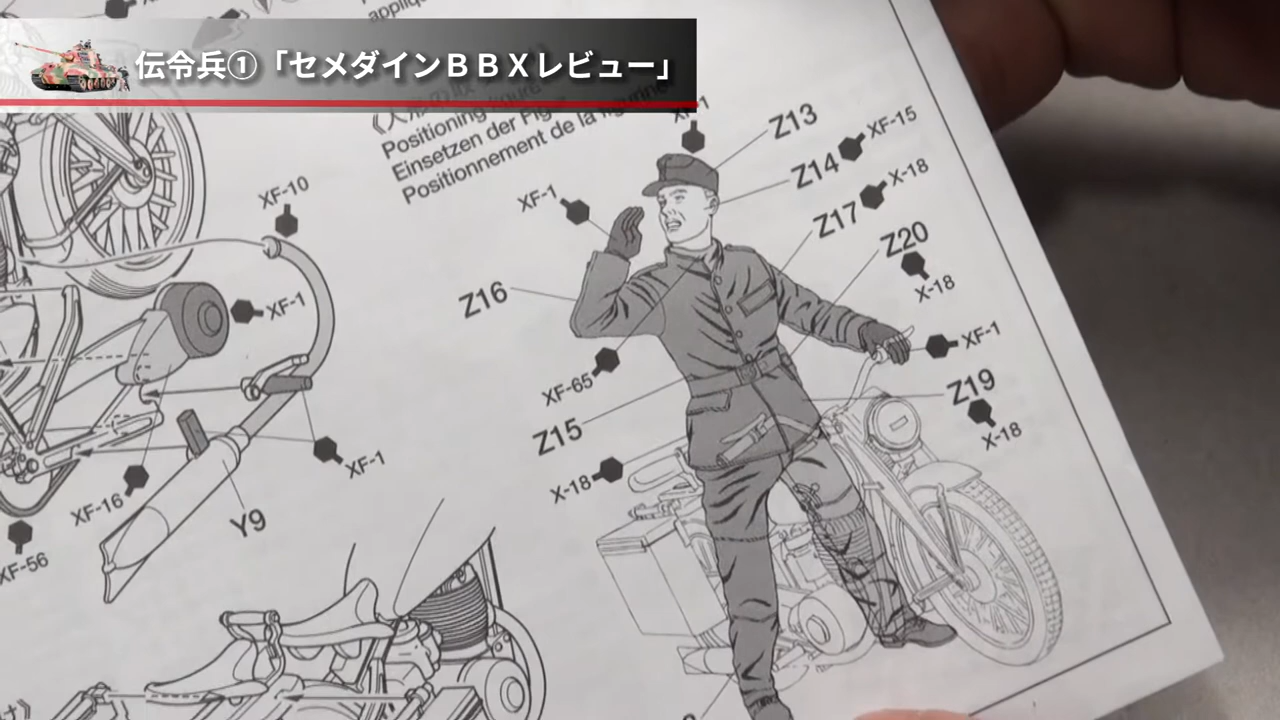 伝令兵①「セメダインＢＢＸレビュー」
appliqu
Positioning figure
Einsetzen der Fig
Positionnement de la figurine
Z13
XF-15
Z14
X-18
Z17
Z20
X-18
XF-10
XF-1
XF-1
Z16
XF-1
XF-65
Z19
X-18
Z15
X-18
XF-1
XF-16
Y9
XF-56